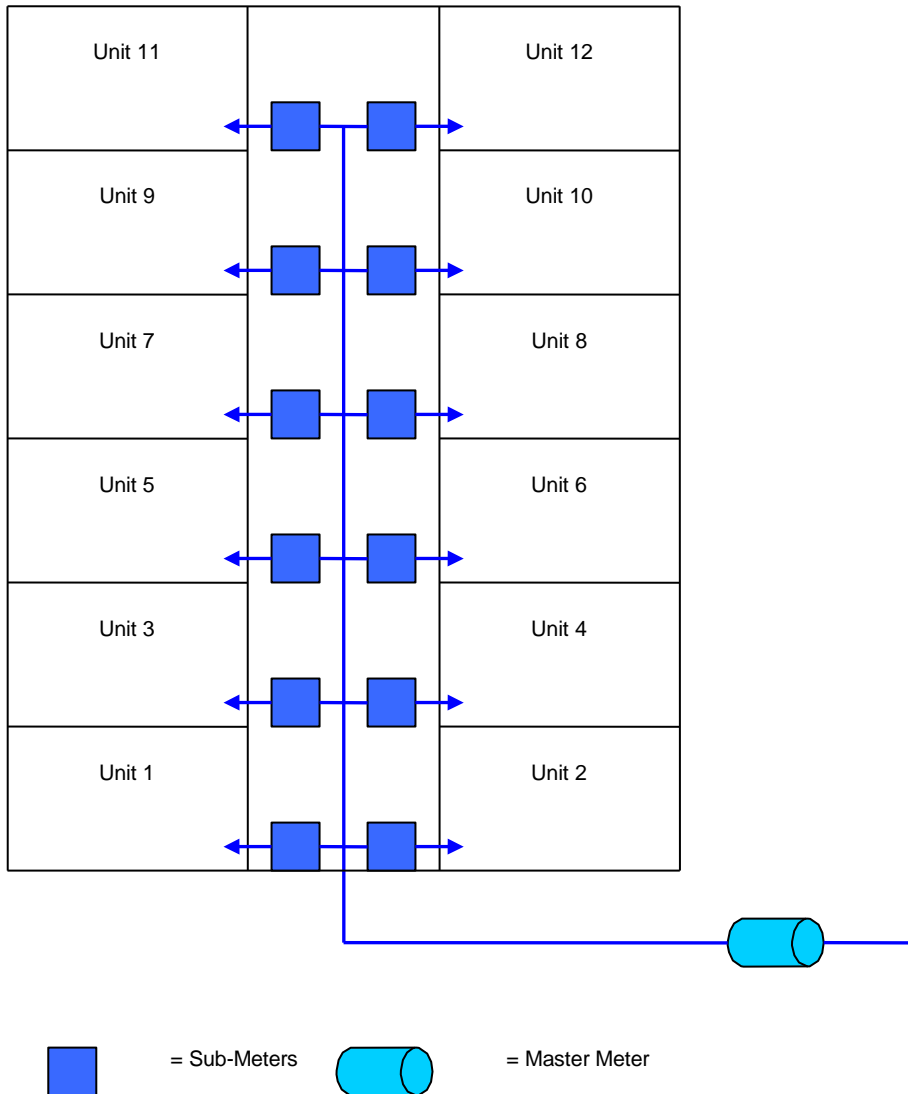 Unit 11
Unit 12
Unit 9
Unit 10
Unit 7
Unit 8
Unit 5
Unit 6
Unit 3
Unit 4
Unit 1
Unit 2
= Sub-Meters
= Master Meter